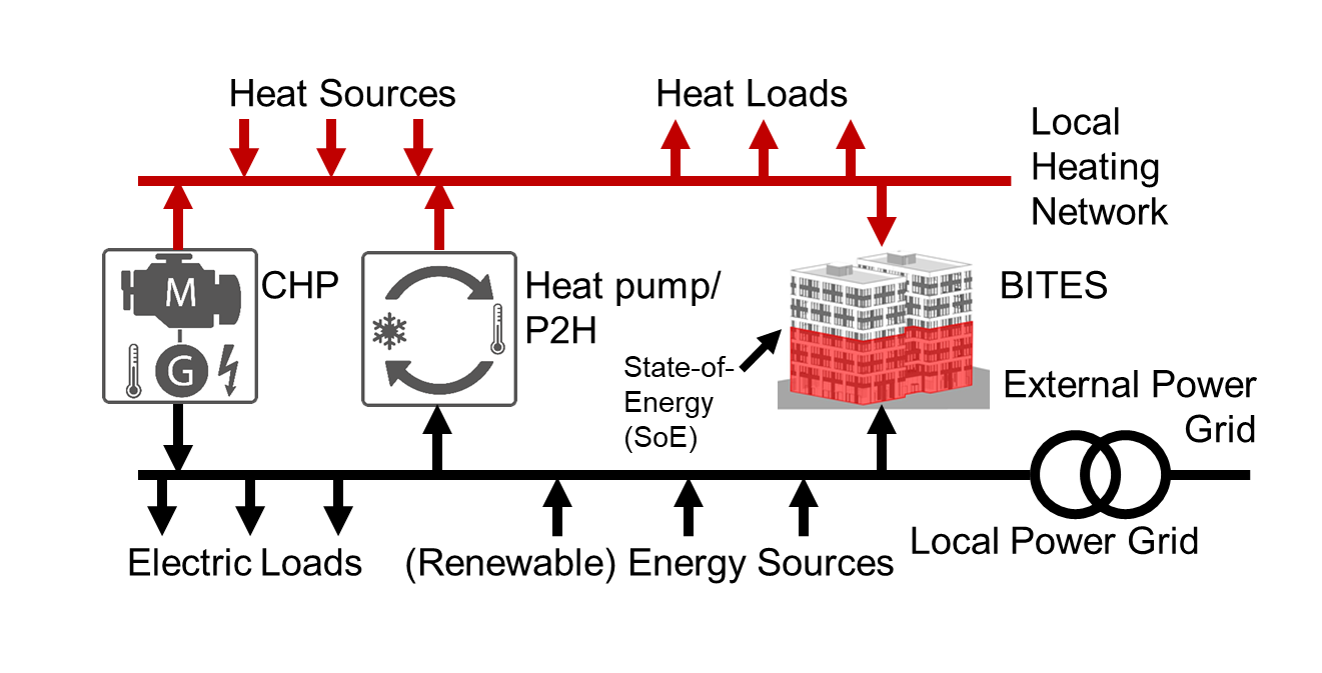 Heat Sources
Heat Loads
Local
Heating
Network
M
CHP
G
Heat pump/
P2H
BITES
State-of-
Energy
(SoE)
External Power
Grid
Electric Loads
(Renewable) Energy Sources
Local Power Grid